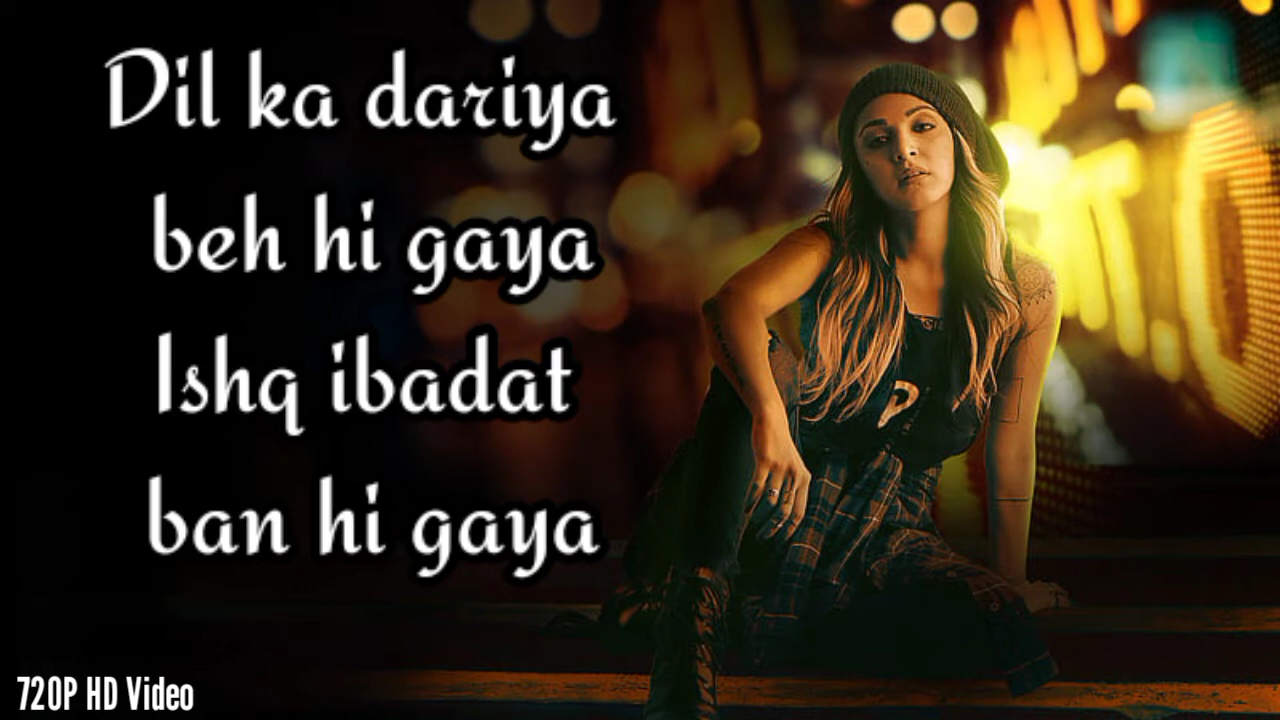 Dil ka dariya
beh hi gaya
Ishq ibadat
ban hi gaya
720P HD Video